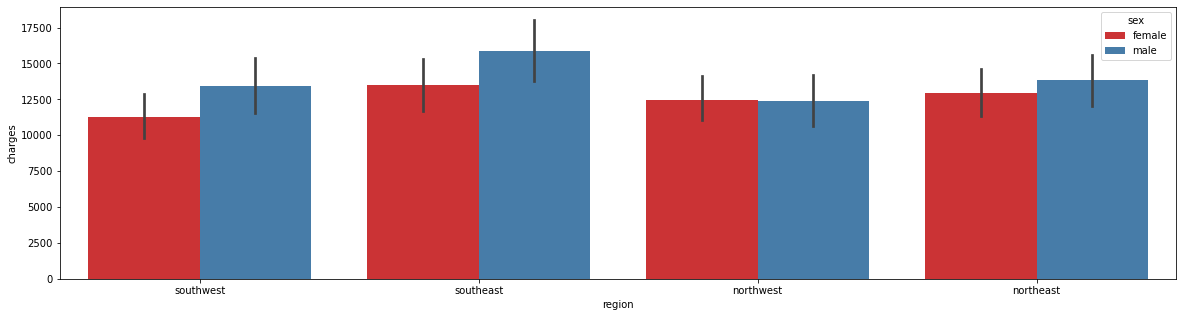 17500
15000
12500
10000
7500
5000
2500
0
charges
sex
female
male
southwest southeast northwest northeast
region